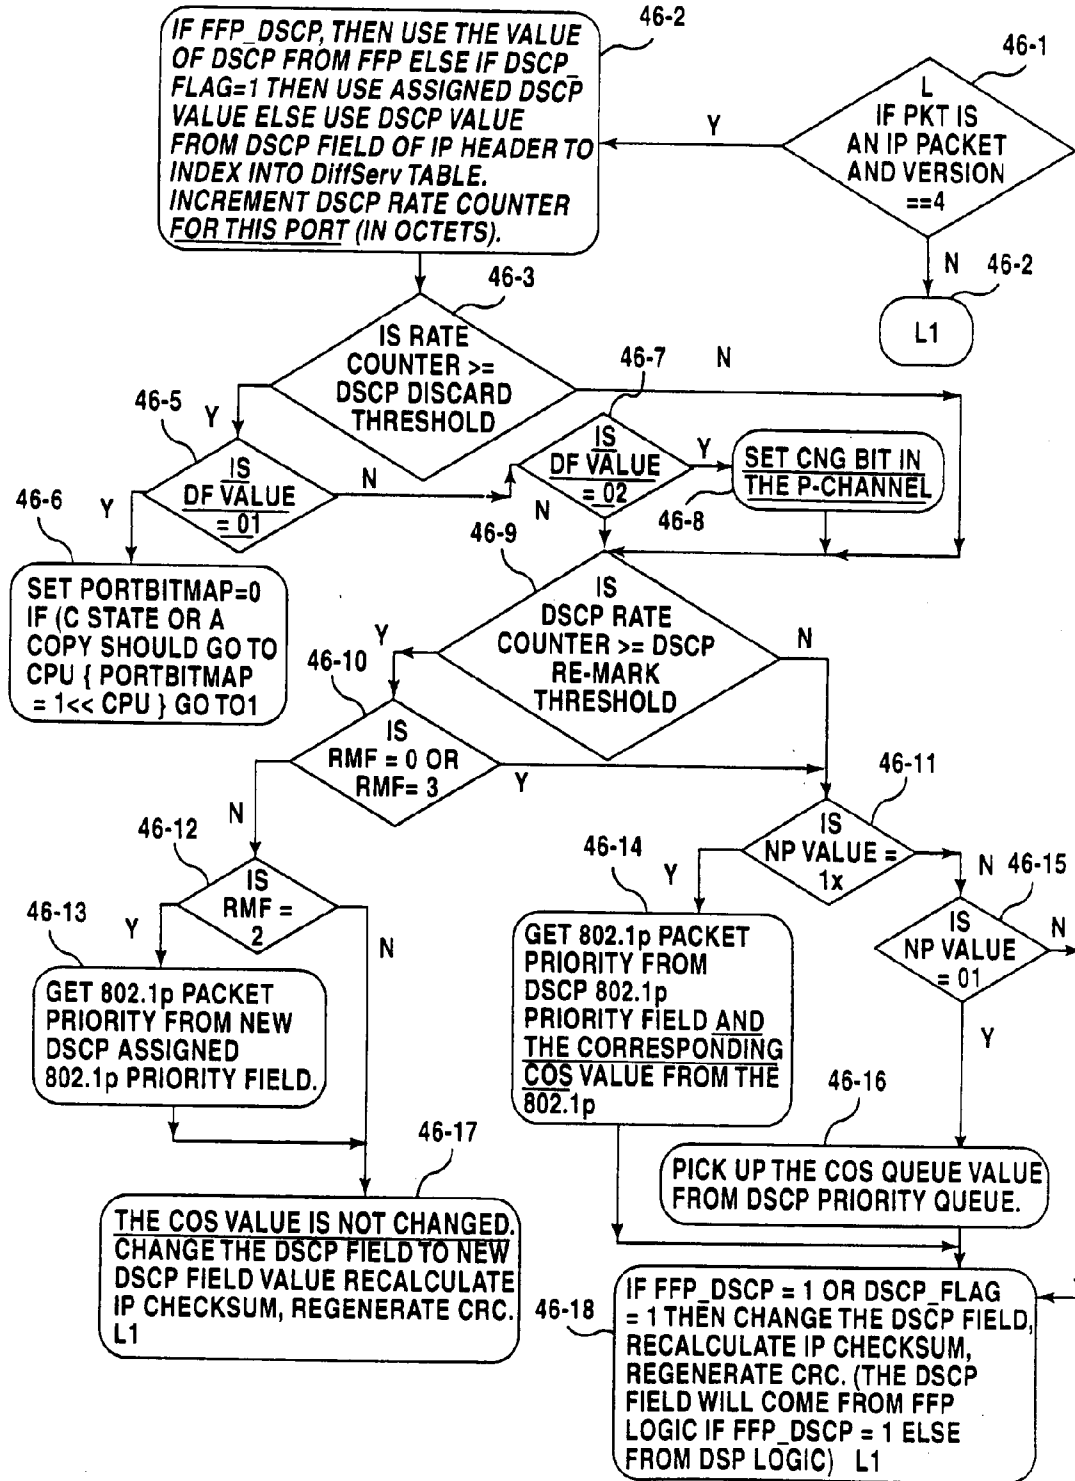 46-2
IF FFP_DSCP, THEN USE THE VALUE
OF DSCP FROM FFP ELSE IF DSCP_
FLAG=1 THEN USE ASSIGNED DSCP
VALUE ELSE USE DSCP VALUE
FROM DSCP FIELD OF IP HEADER TO
INDEX INTO DiffServ TABLE.
INCREMENT DSCP RATE COUNTER
FOR THIS PORT (IN OCTETS).
46-1
L
IF PKT IS
AN IP PACKET
AND VERSION
==4
Y
N
46-2
L1
46-3
IS RATE
COUNTER >=
DSCP DISCARD
THRESHOLD
Y
N
46-5
IS
DF VALUE
= 01
Y
N
46-7
IS
DF VALUE
= 02
Y
N
SET CNG BIT IN
THE P-CHANNEL
46-8
46-6
SET PORTBITMAP=0
IF (C STATE OR A
COPY SHOULD GO TO
CPU { PORTBITMAP
= 1<< CPU } GO TO1
46-9
IS
DSCP RATE
COUNTER >= DSCP
RE-MARK
THRESHOLD
Y
N
46-10
IS
RMF = 0 OR
RMF= 3
Y
N
46-11
IS
NP VALUE =
1x
Y
N
46-12
IS
RMF =
2
Y
N
46-13
GET 802.1p PACKET
PRIORITY FROM NEW
DSCP ASSIGNED
802.1p PRIORITY FIELD.
46-14
GET 802.1p PACKET
PRIORITY FROM
DSCP 802.1p
PRIORITY FIELD AND
THE CORRESPONDING
COS VALUE FROM THE
802.1p
46-15
IS
NP VALUE
= 01
N
Y
46-16
PICK UP THE COS QUEUE VALUE
FROM DSCP PRIORITY QUEUE.
46-17
THE COS VALUE IS NOT CHANGED.
CHANGE THE DSCP FIELD TO NEW
DSCP FIELD VALUE RECALCULATE
IP CHECKSUM, REGENERATE CRC.
L1
46-18
IF FFP_DSCP = 1 OR DSCP_FLAG
= 1 THEN CHANGE THE DSCP FIELD,
RECALCULATE IP CHECKSUM,
REGENERATE CRC. (THE DSCP
FIELD WILL COME FROM FFP
LOGIC IF FFP_DSCP = 1 ELSE
FROM DSP LOGIC) L1